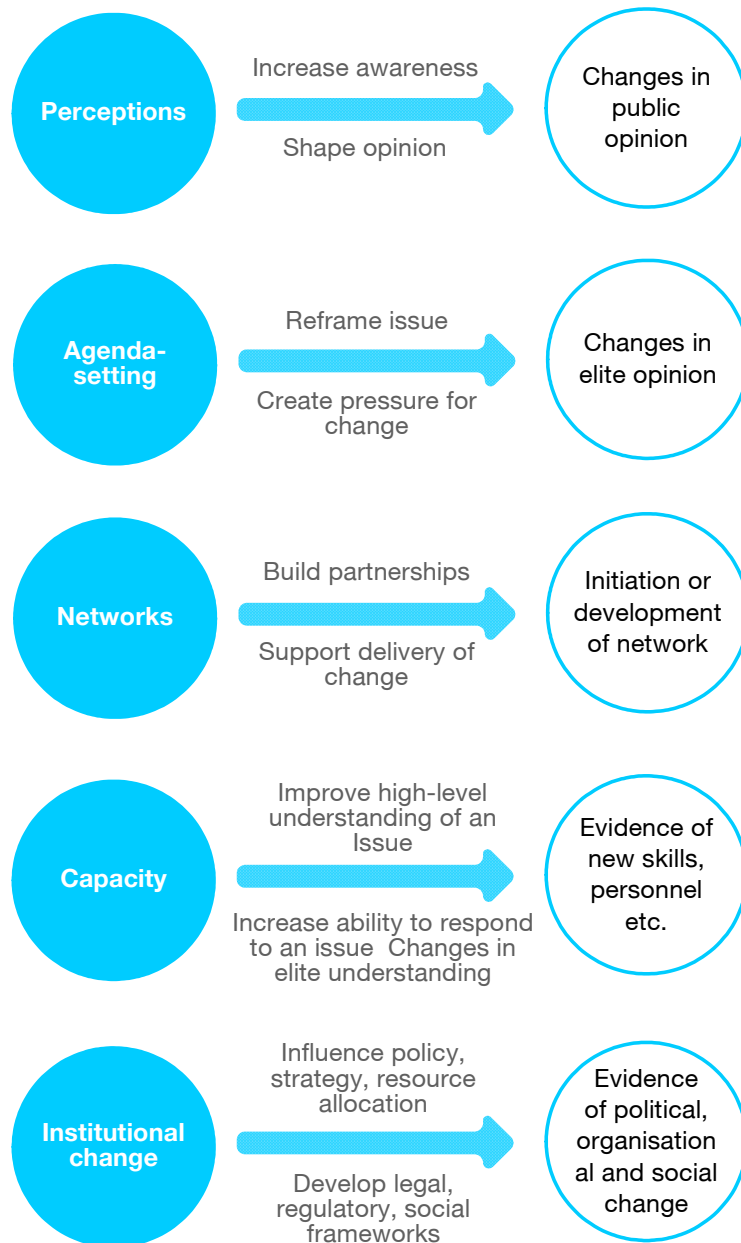 Perceptions
Increase awareness
Shape opinion
Changes in
public
opinion
Agenda-
setting
Reframe issue
Create pressure for
change
Changes in
elite opinion
Networks
Build partnerships
Support delivery of
change
Initiation or
development
of network
Capacity
Improve high-level
understanding of an
Issue
Increase ability to respond
to an issue  Changes in
elite understanding
Evidence of
new skills,
personnel
etc.
Institutional
change
Influence policy,
strategy, resource
allocation
Develop legal,
regulatory, social
frameworks
Evidence
of political,
organisation
al and social
change